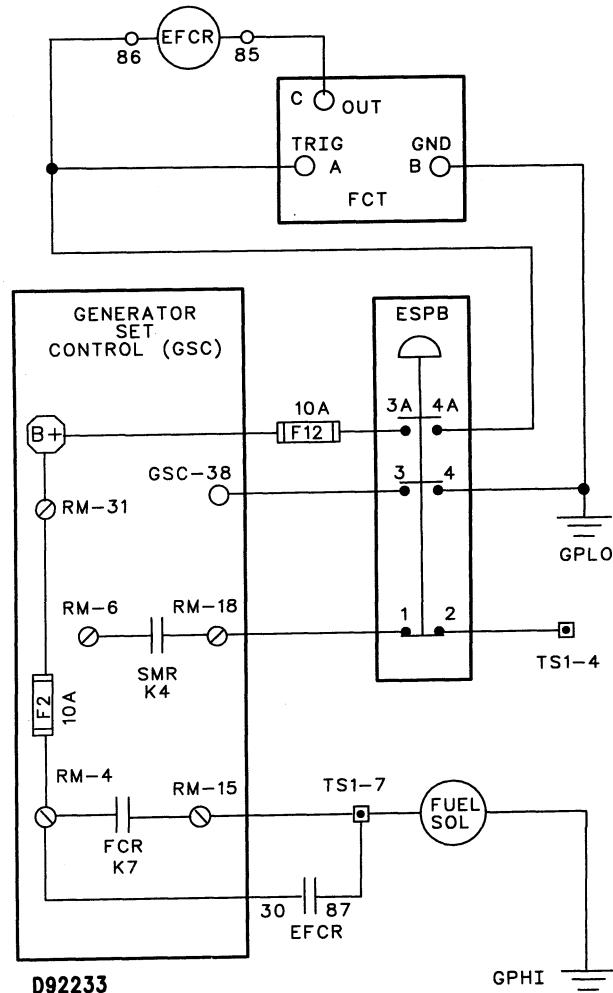 EFCR
86
85
C
OUT
TRIG
GND
A
B
FCT
GENERATOR
SET
CONTROL (GSC)
ESPB
10A
3A
4A
B+
F12
GSC-38
3
4
RM-31
GPLO
RM-6
RM-18
1
2
SMR
K4
TS1-4
F2
10A
RM-4
RM-15
TS1-7
FUEL
SOL
FCR
K7
30
87
EFCR
GPHI
D92233